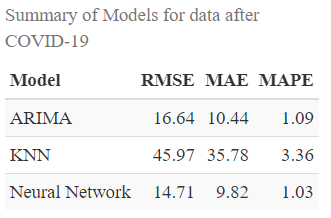 Summary of Models for data after
COVID-19
Model RMSE MAE MAPE
ARIMA 16.64 10.44 1.09
KNN 45.97 35.78 3.36
Neural Network 14.71 9.82 1.03